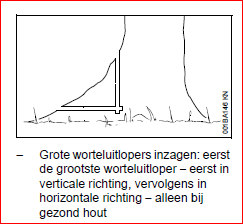 001BA146 KN
– Grote worteluitlopers inzagen: eerst
de grootste worteluitloper – eerst in
verticale richting, vervolgens in
horizontale richting – alleen bij
gezond hout